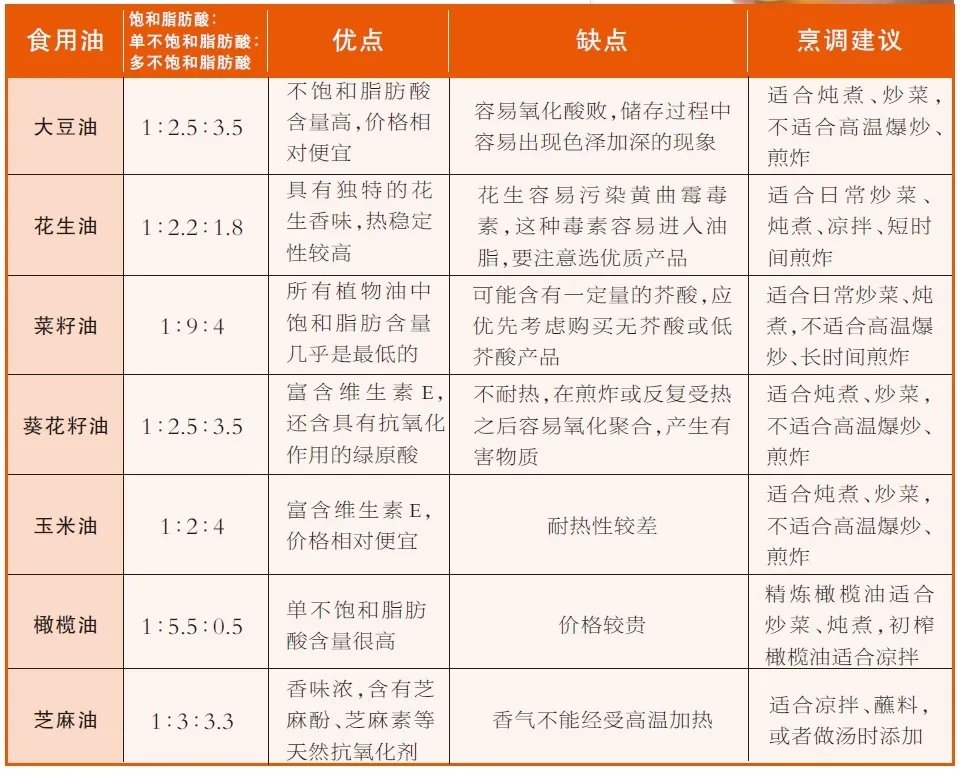 食用油
饱和脂肪酸：
单不饱和脂肪酸：
多不饱和脂肪酸
优点
缺点
烹调建议
大豆油
1：2.5：3.5
不饱和脂肪酸
含量高，价格相
对便宜
容易氧化酸败，储存过程中
容易出现色泽加深的现象
适合炖煮、炒菜，
不适合高温爆炒、
煎炸
花生油
1：2.2：1.8
具有独特的花
生香味，热稳定
性较高
花生容易污染黄曲霉毒
素，这种毒素容易进入油
脂，要注意选优质产品
适合日常炒菜、
炖煮、凉拌、短时
间煎炸
菜籽油
1：9：4
所有植物油中
饱和脂肪含量
几乎是最低的
可能含有一定量的芥酸，应
优先考虑购买无芥酸或低
芥酸产品
适合日常炒菜、炖
煮，不适合高温爆
炒、长时间煎炸
葵花籽油
1：2.5：3.5
富含维生素E，
还含具有抗氧化
作用的绿原酸
不耐热，在煎炸或反复受热
之后容易氧化聚合，产生有
害物质
适合炖煮、炒菜，
不适合高温爆炒、
煎炸
玉米油
1：2：4
富含维生素E，
价格相对便宜
耐热性较差
适合炖煮、炒菜，
不适合高温爆炒、
煎炸
橄榄油
1：5.5：0.5
单不饱和脂肪
酸含量很高
价格较贵
精炼橄榄油适合
炒菜、炖煮，初榨
橄榄油适合凉拌
芝麻油
1：3：3.3
香味浓，含有芝
麻酚、芝麻素等
天然抗氧化剂
香气不能经受高温加热
适合凉拌、蘸料，
或者做汤时添加